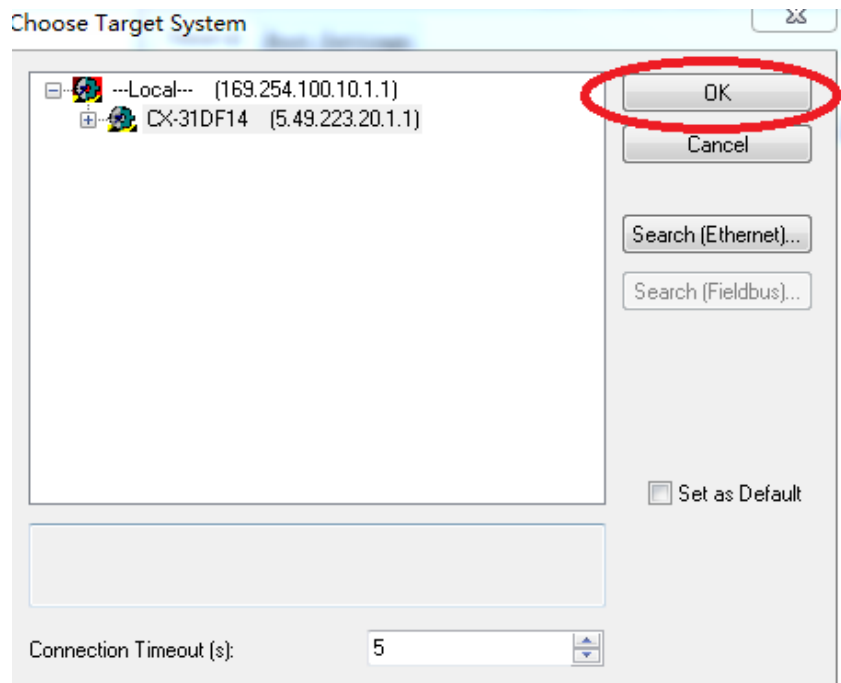 Choose Target System
---Local--- (169.254.100.10.1.1)
CX-31DF14 (5.49.223.20.1.1)
OK
Cancel
Search (Ethernet)...
Search (Fieldbus)...
Set as Default
Connection Timeout (s):
5